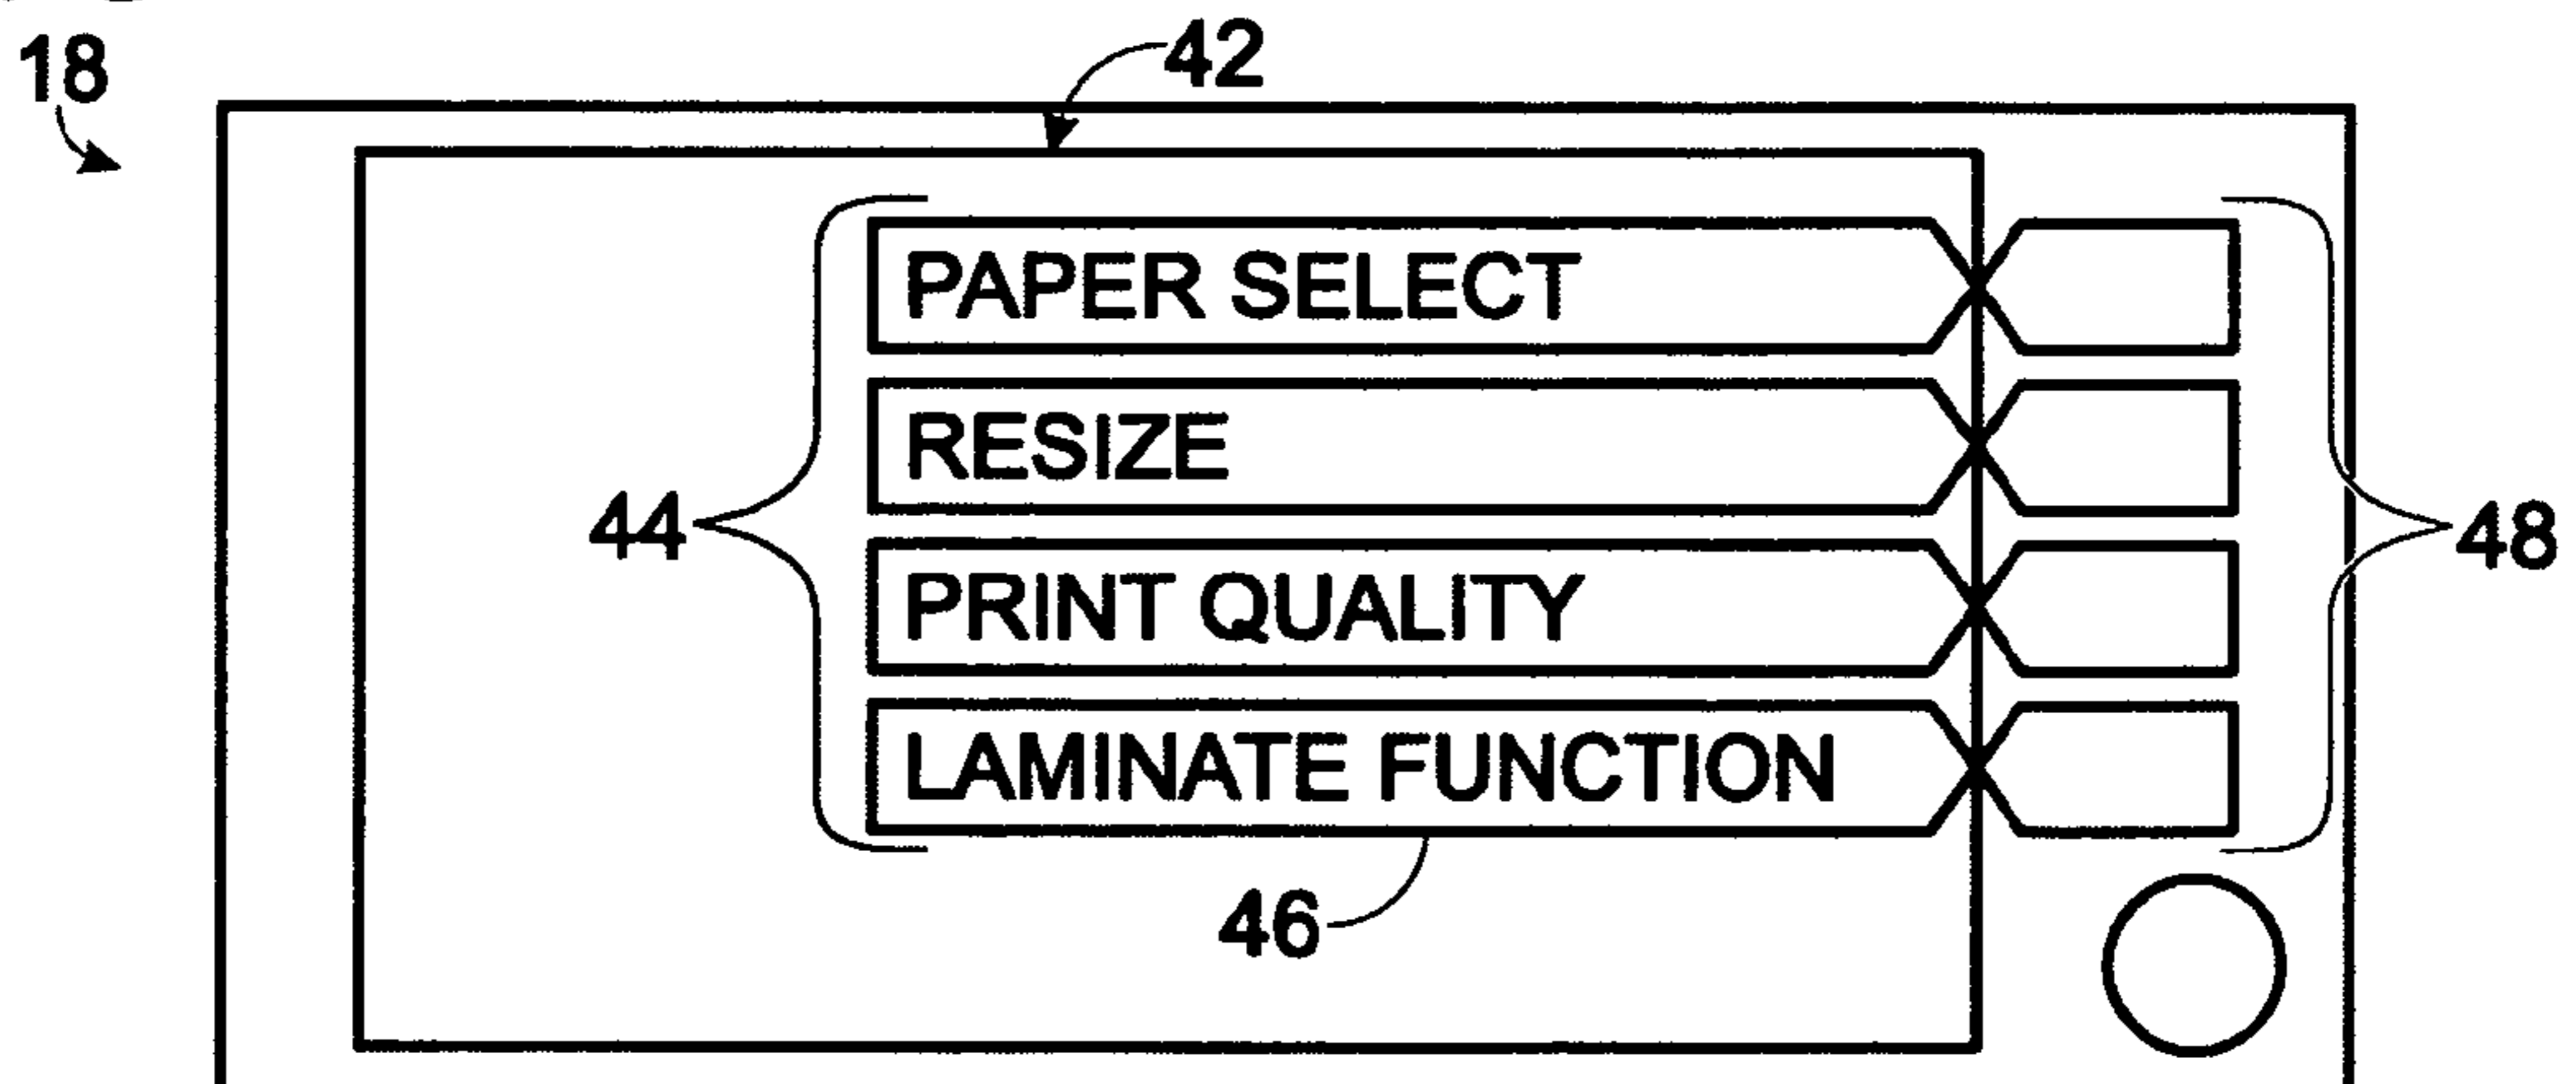 18
42
PAPER SELECT
RESIZE
44
48
PRINT QUALITY
LAMINATE FUNCTION
46